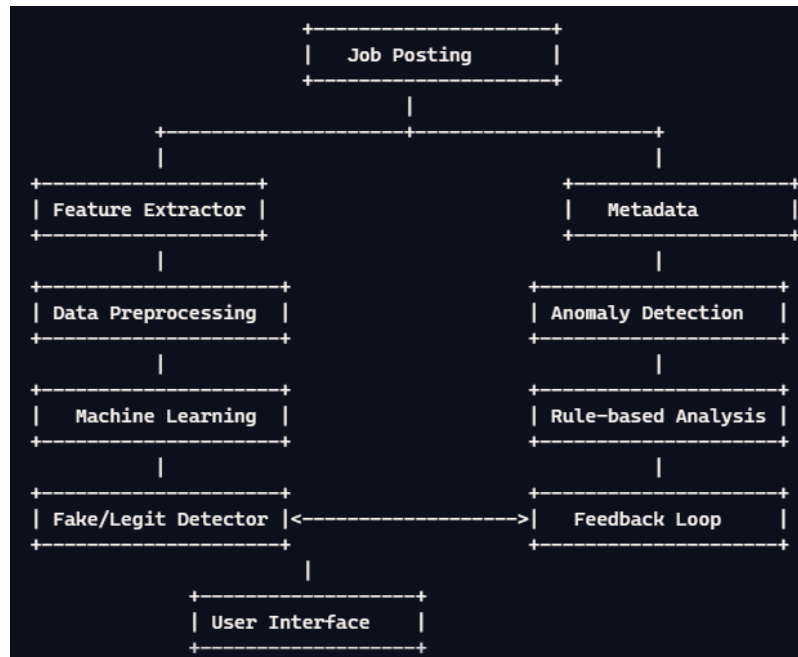 Job Posting
Feature Extractor
Metadata
Data Preprocessing
Anomaly Detection
Machine Learning
Rule-based Analysis
Fake/Legit Detector
Feedback Loop
User Interface